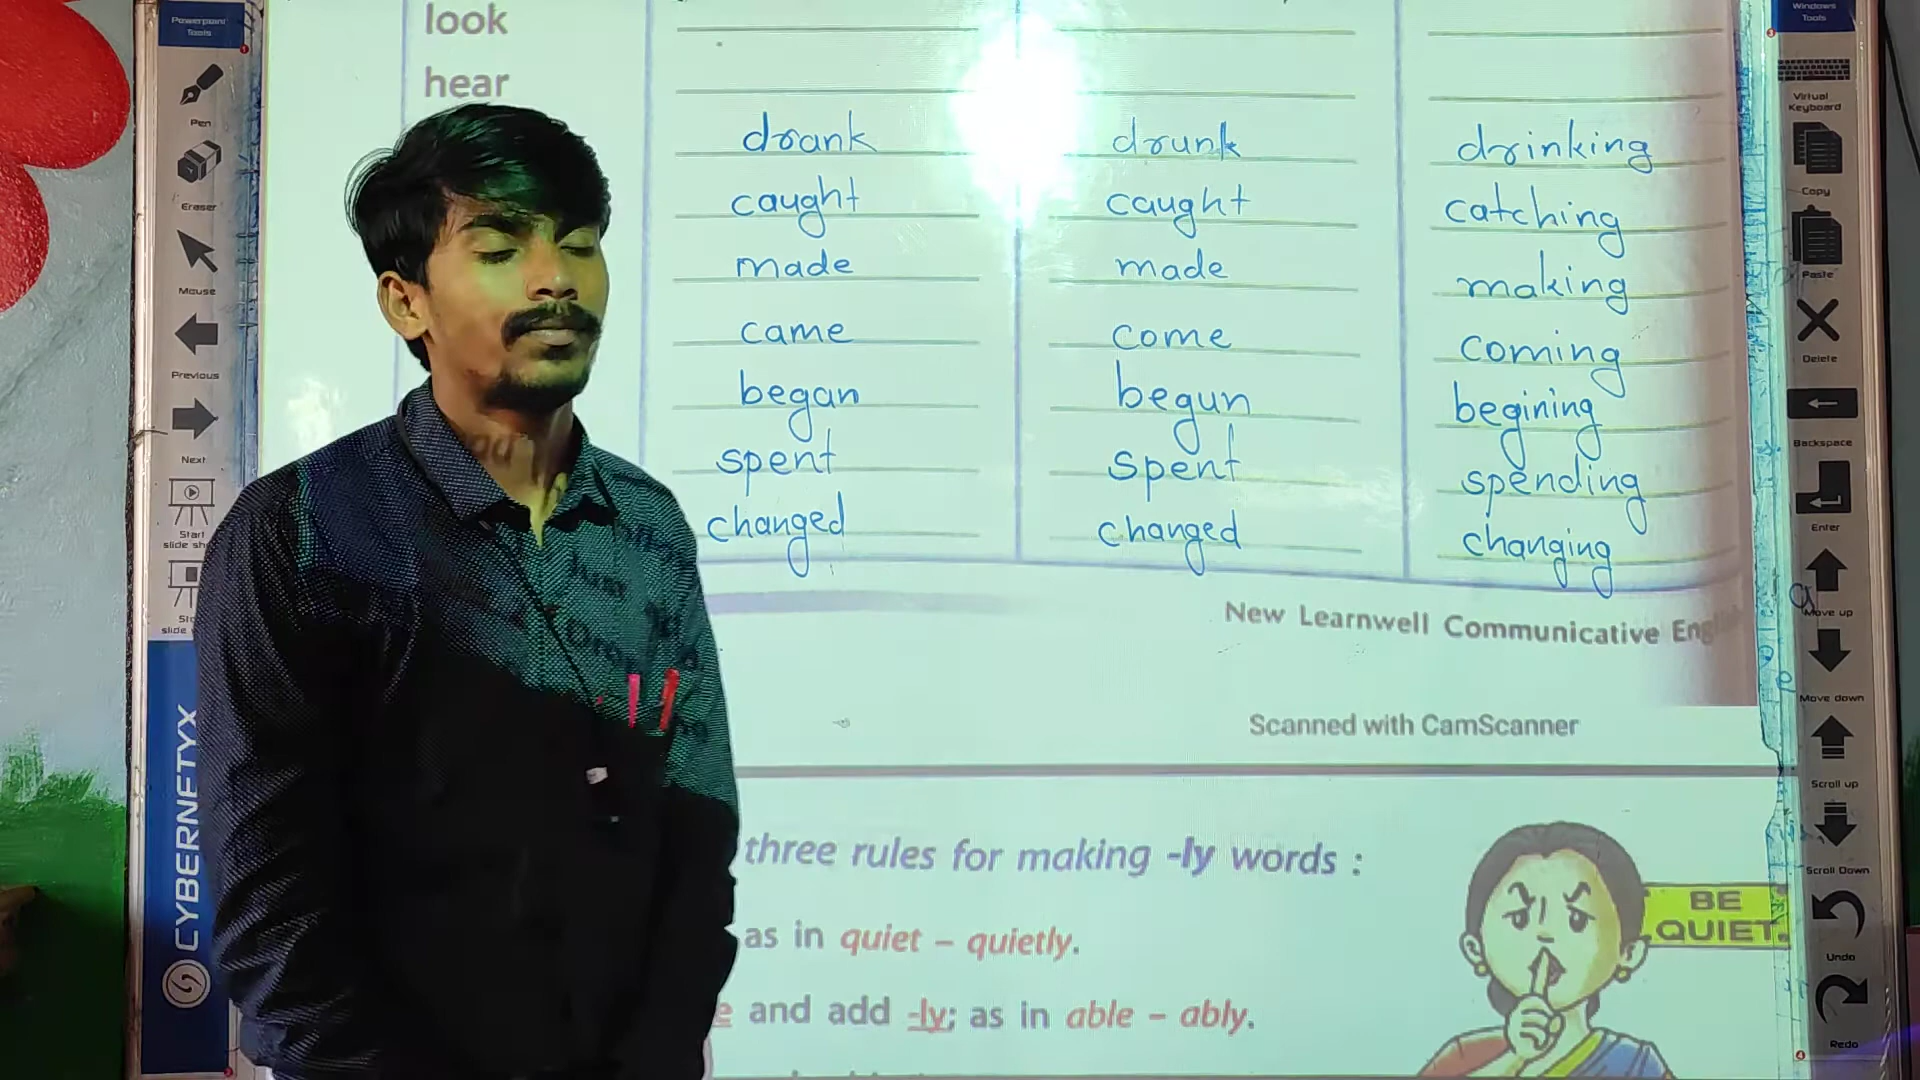 Powerpoint Tools
Pen
Eraser
Mouse
Previous
Next
Start
slide sh
slide
CYBERNETYX
look
hear
drank drunk drinking
caught caught catching
made made making
came come coming
began begun begining
spent spent spending
changed changed changing
New Learnwell Communicative Eng
Scanned with CamScanner
three rules for making -ly words :
as in quiet – quietly.
e and add -ly; as in able – ably.
BE
QUIET
Windows Tools
Virtual Keyboard
Copy
Paste
Delete
Backspace
Enter
Move up
Move down
Scroll up
Scroll Down
Undo
Redo